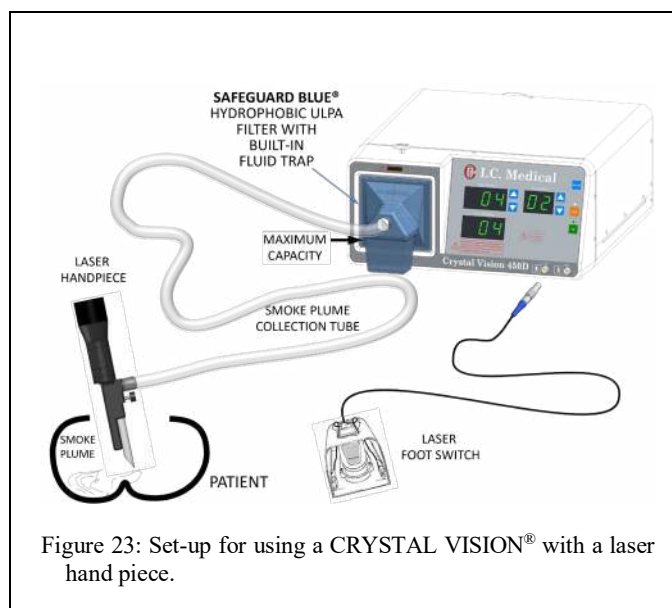 SAFEGUARD BLUE®
HYDROPHOBIC ULPA
FILTER WITH
BUILT-IN
FLUID TRAP
I.C. Medical
04 02
04
MAXIMUM
CAPACITY
Crystal Vision 450D
LASER
HANDPIECE
SMOKE PLUME
COLLECTION TUBE
SMOKE
PLUME
LASER
FOOT SWITCH
PATIENT
Figure 23: Set-up for using a CRYSTAL VISION® with a laser
hand piece.